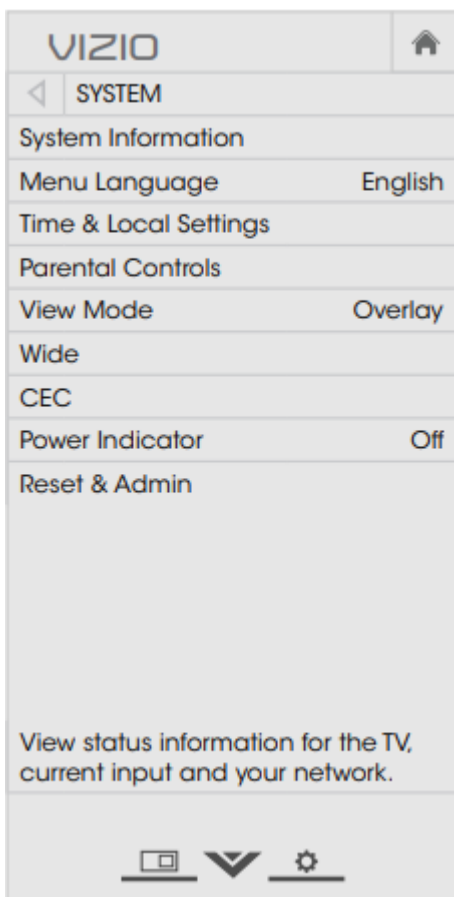 VIZIO
SYSTEM
System Information
Menu Language English
Time & Local Settings
Parental Controls
View Mode Overlay
Wide
CEC
Power Indicator Off
Reset & Admin
View status information for the TV,
current input and your network.